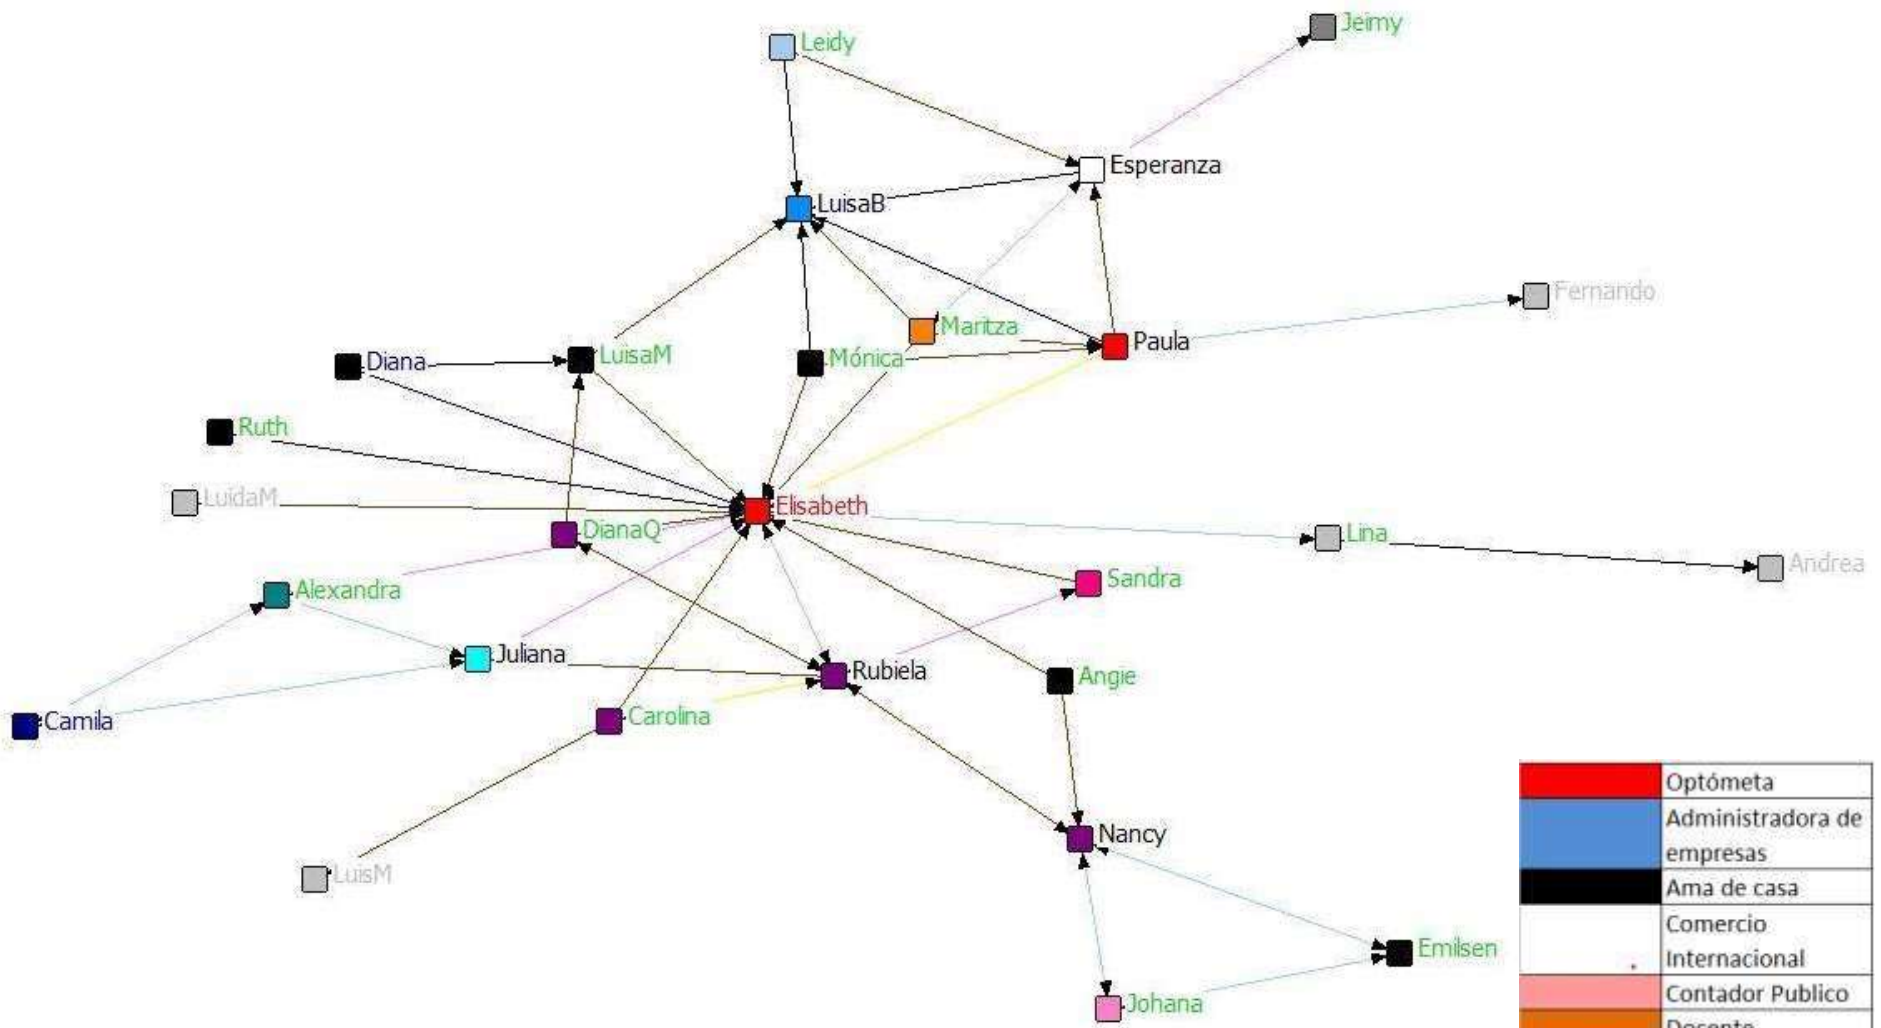 Jeimy
Leidy
Esperanza
LuisaB
Fernando
Maritza
Paula
Diana
LuisaM
Mónica
Ruth
LuidaM
Elisabeth
DianaQ
Lina
Andrea
Sandra
Alexandra
Juliana
Rubiela
Angie
Camila
Carolina
Nancy
LuisM
Emilsen
Johana
Optómeta
Administradora de
empresas
Ama de casa
Comercio
Internacional
Contador Publico
Docente